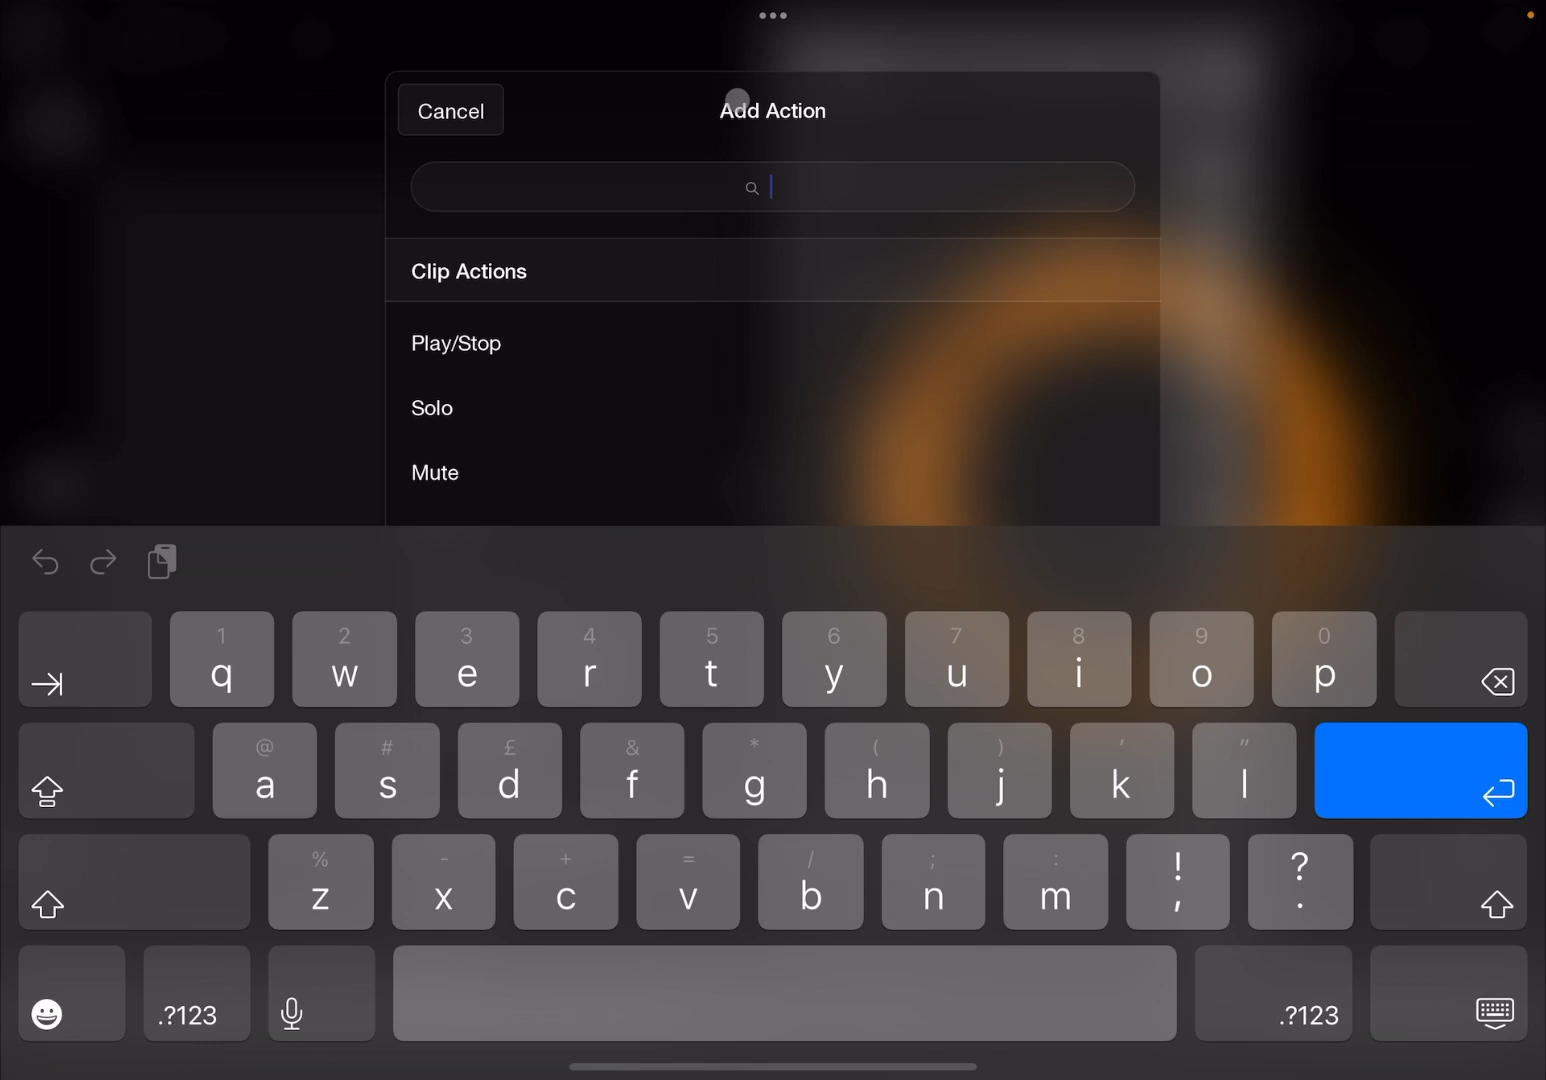 Cancel
Add Action
Clip Actions
Play/Stop
Solo
Mute
1 2 3 4 5 6 7 8 9 0
q w e r t y u i o p
@ # £ & * ( ) ' "
a s d f g h j k l
% - + = / ; : ! ?
z x c v b n m , .
.?123 .?123